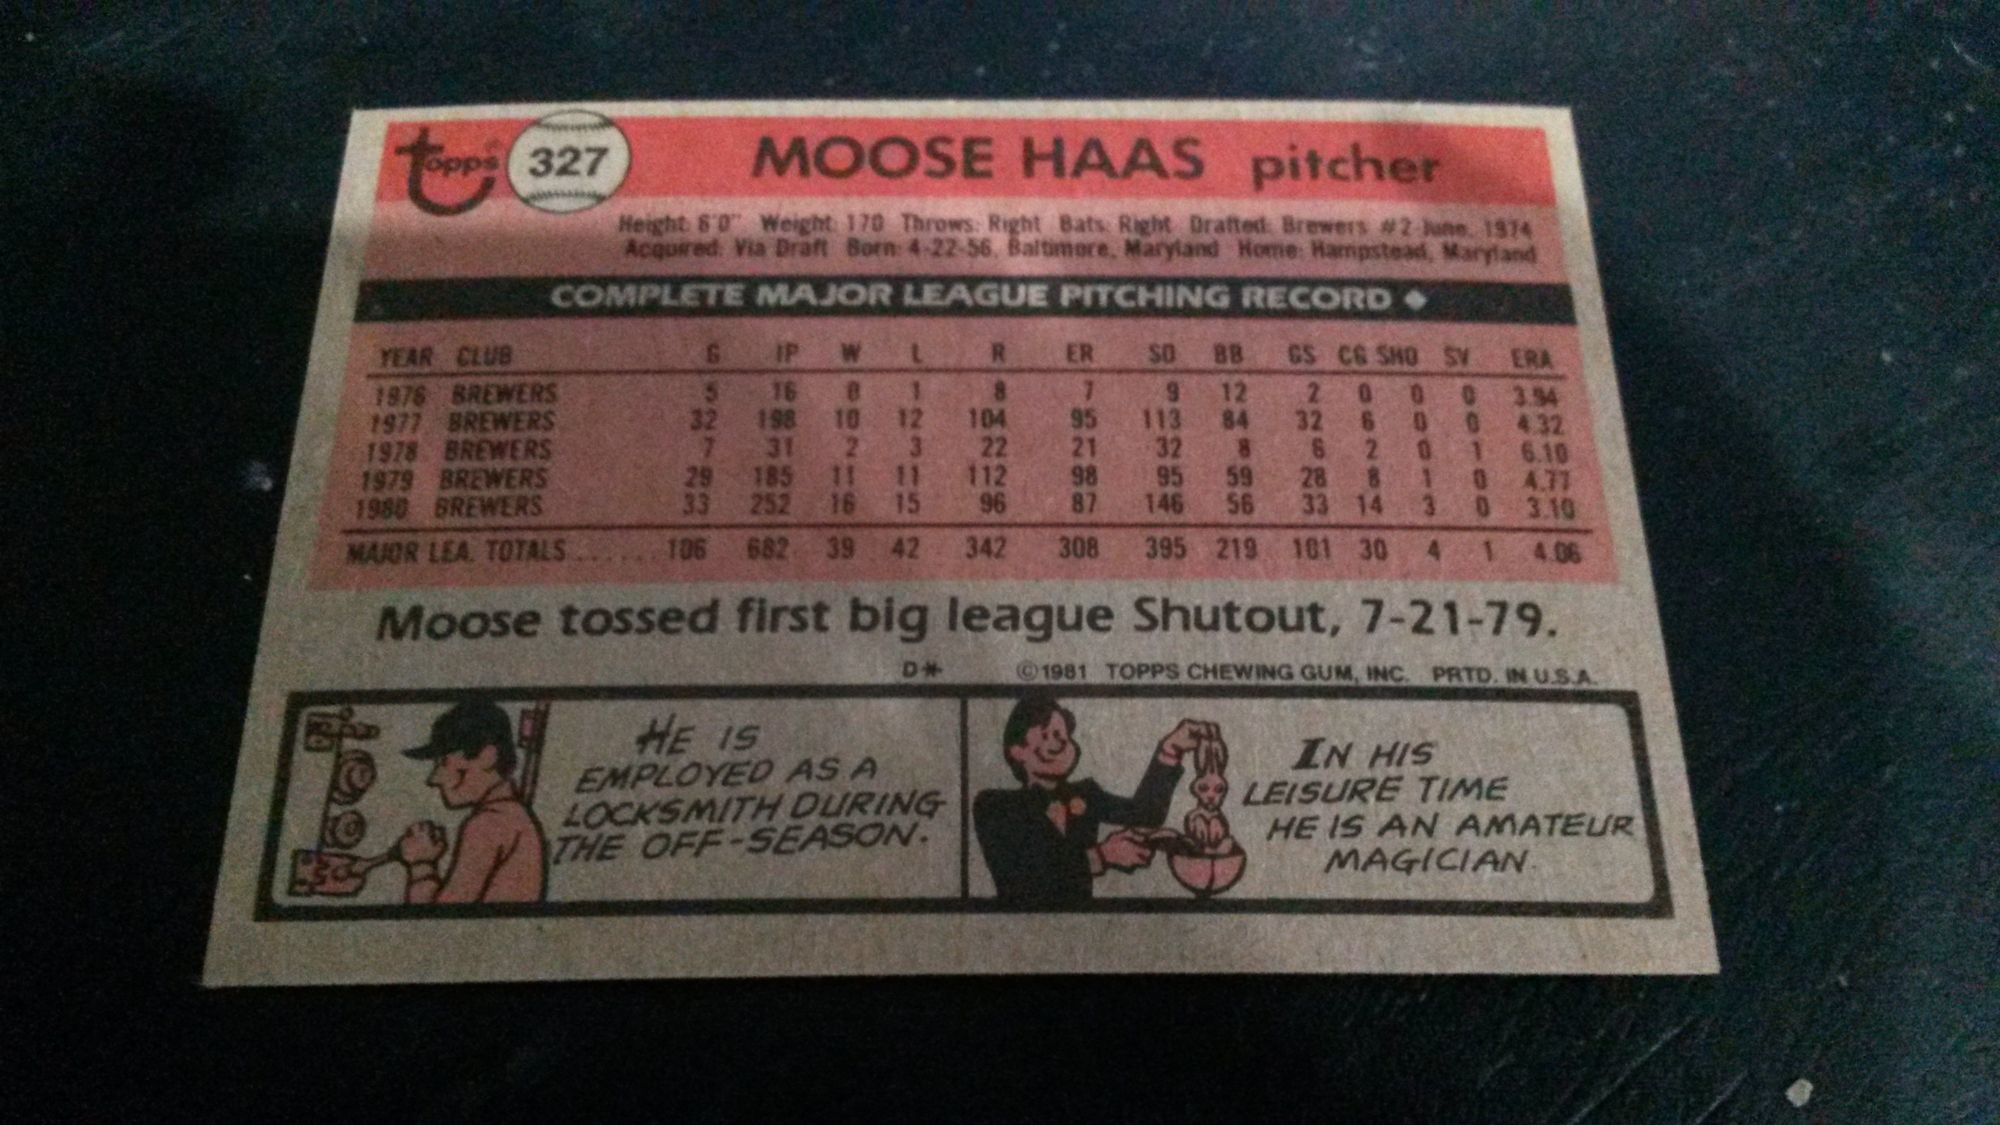 topps® 327 MOOSE HAAS pitcher
Height: 6'0" Weight: 170 Throws: Right Bats: Right Drafted: Brewers #2-June, 1974
Acquired: Via Draft Born: 4-22-56, Baltimore, Maryland Home: Hampstead, Maryland
COMPLETE MAJOR LEAGUE PITCHING RECORD ◆
YEAR CLUB G IP W L R ER SO BB GS CG SHO SV ERA
1976 BREWERS 5 16 0 1 8 7 9 12 2 0 0 0 3.94
1977 BREWERS 32 198 10 12 104 95 113 84 32 6 0 0 4.32
1978 BREWERS 7 31 2 3 22 21 32 8 6 2 0 1 6.10
1979 BREWERS 29 185 11 11 112 98 95 59 28 8 1 0 4.77
1980 BREWERS 33 252 16 15 96 87 146 56 33 14 3 0 3.10
MAJOR LEA. TOTALS ...... 106 682 39 42 342 308 395 219 101 30 4 1 4.06
Moose tossed first big league Shutout, 7-21-79.
D* ©1981 TOPPS CHEWING GUM, INC. PRTD. IN U.S.A.
HE IS
EMPLOYED AS A
LOCKSMITH DURING
THE OFF-SEASON.
IN HIS
LEISURE TIME
HE IS AN AMATEUR
MAGICIAN.